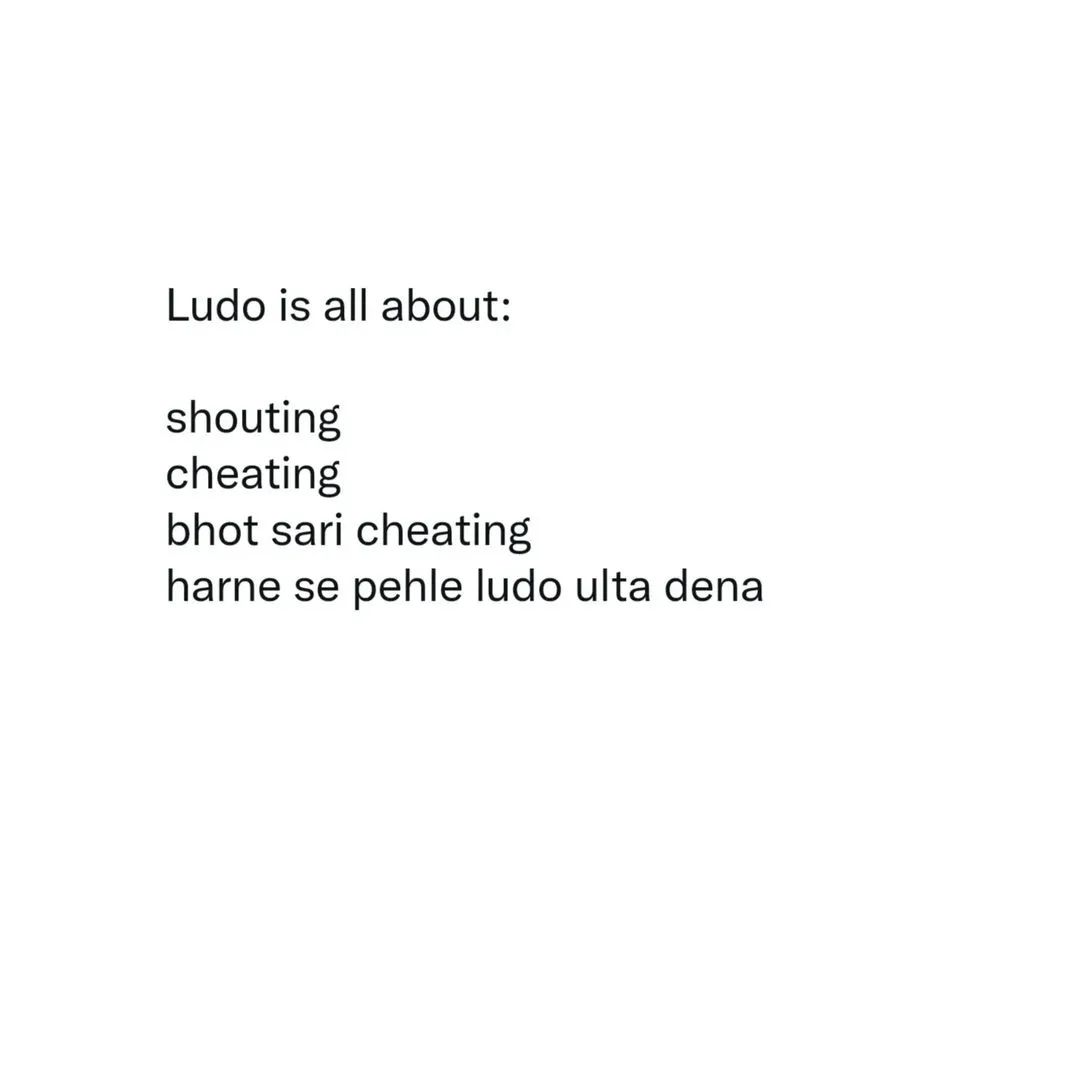 Ludo is all about:
shouting
cheating
bhot sari cheating
harne se pehle ludo ulta dena